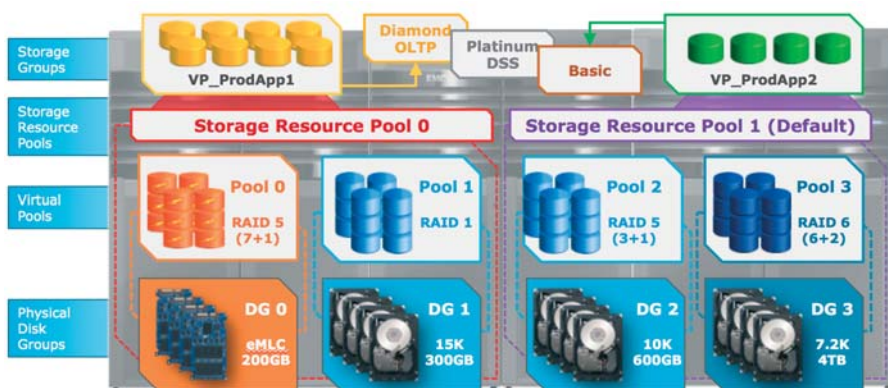 Storage
Groups
VP_ProdApp1
Diamond
OLTP
Platinum
DSS
Basic
VP_ProdApp2
Storage
Resource
Pools
Storage Resource Pool 0
Storage Resource Pool 1 (Default)
Virtual
Pools
Pool 0
RAID 5
(7+1)
Pool 1
RAID 1
Pool 2
RAID 5
(3+1)
Pool 3
RAID 6
(6+2)
Physical
Disk
Groups
DG 0
eMLC
200GB
DG 1
15K
300GB
DG 2
10K
600GB
DG 3
7.2K
4TB